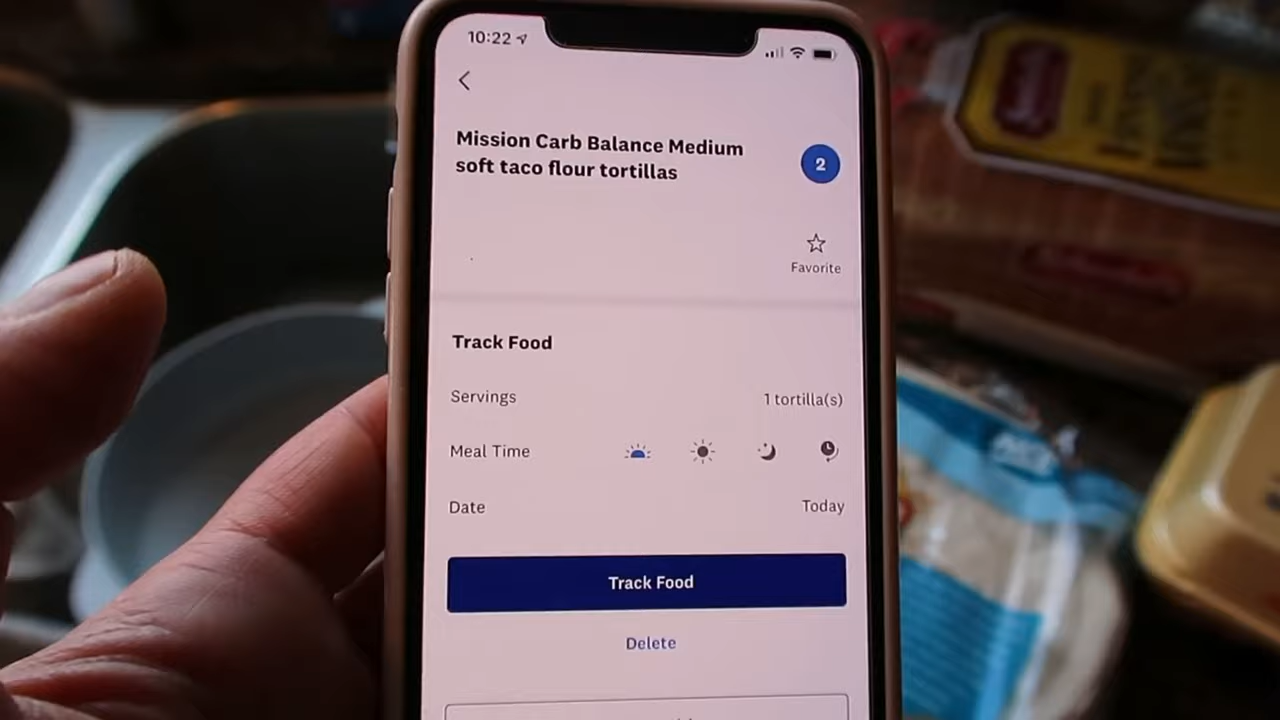 10:22
Mission Carb Balance Medium
soft taco flour tortillas
2
Favorite
Track Food
Servings
1 tortilla(s)
Meal Time
Date
Today
Track Food
Delete